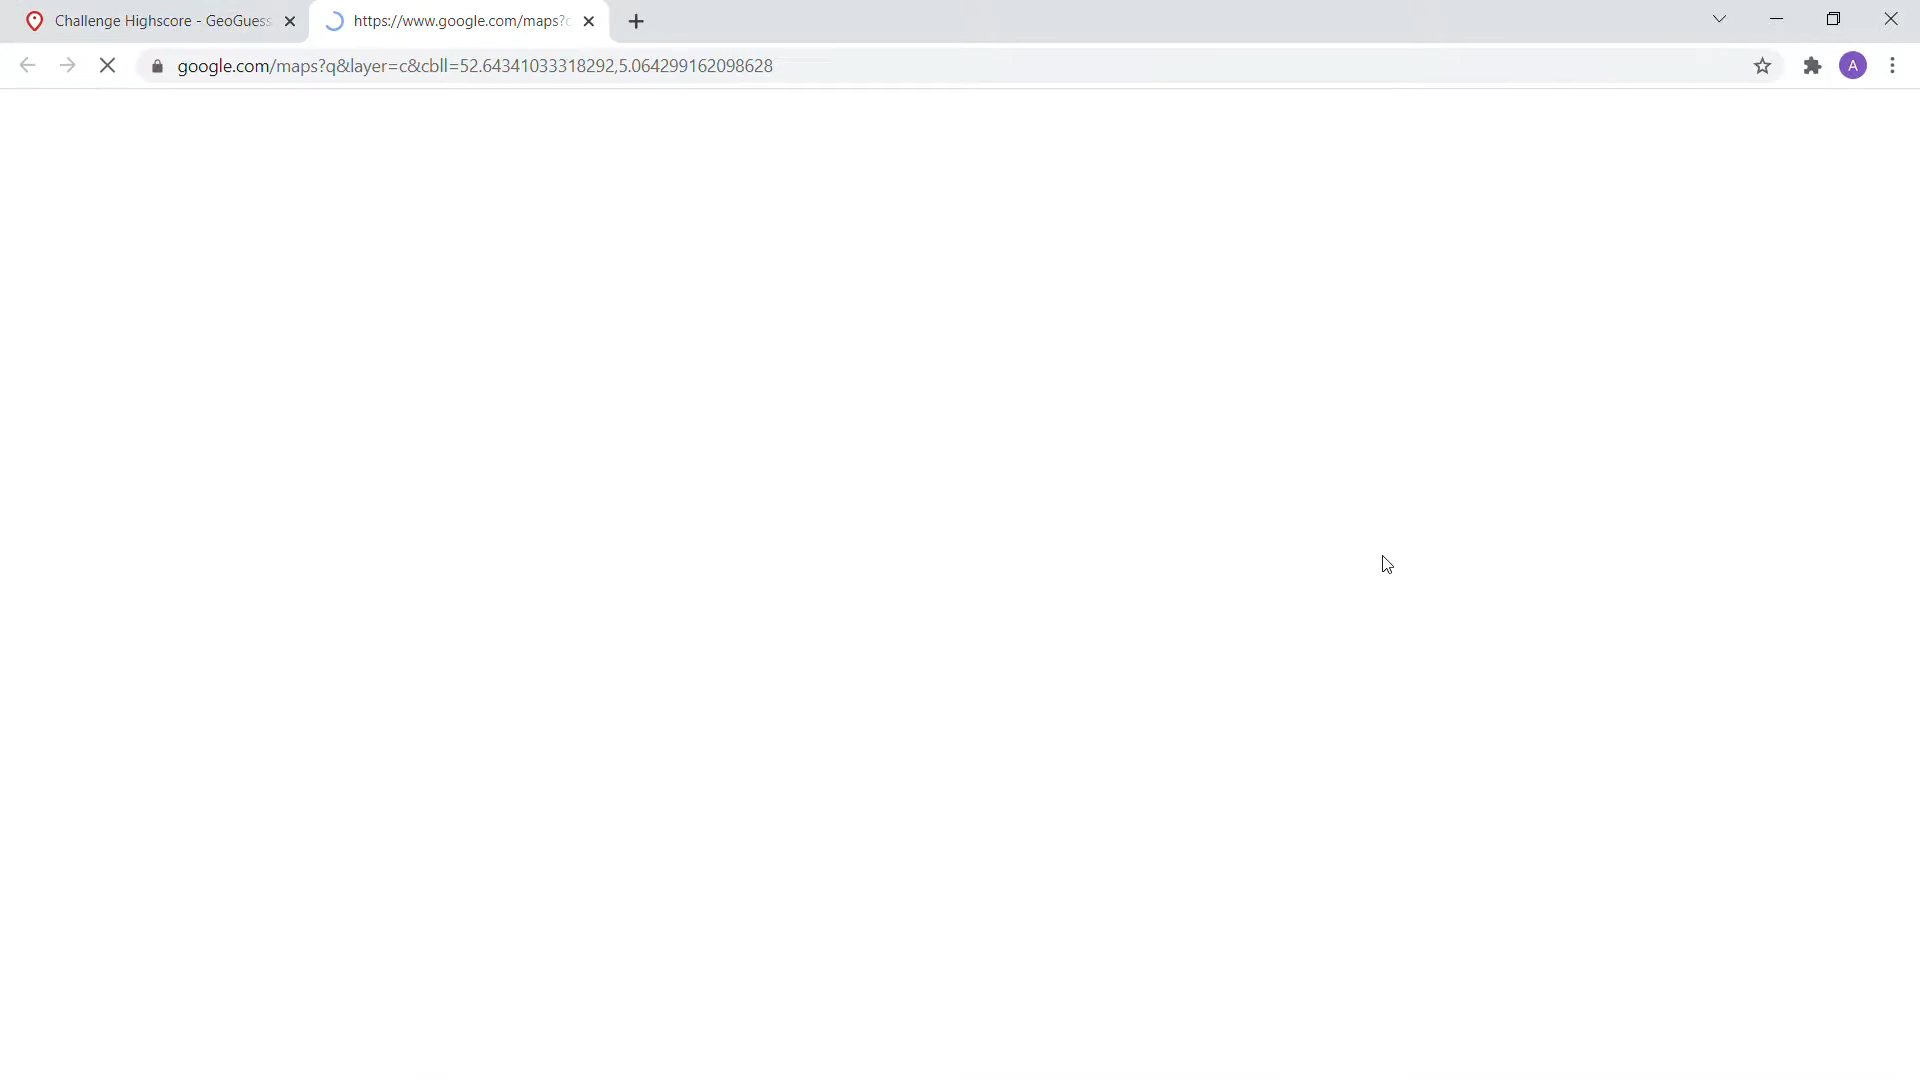 Challenge Highscore - GeoGuess
https://www.google.com/maps?
google.com/maps?q&layer=c&cbll=52.64341033318292,5.064299162098628
A